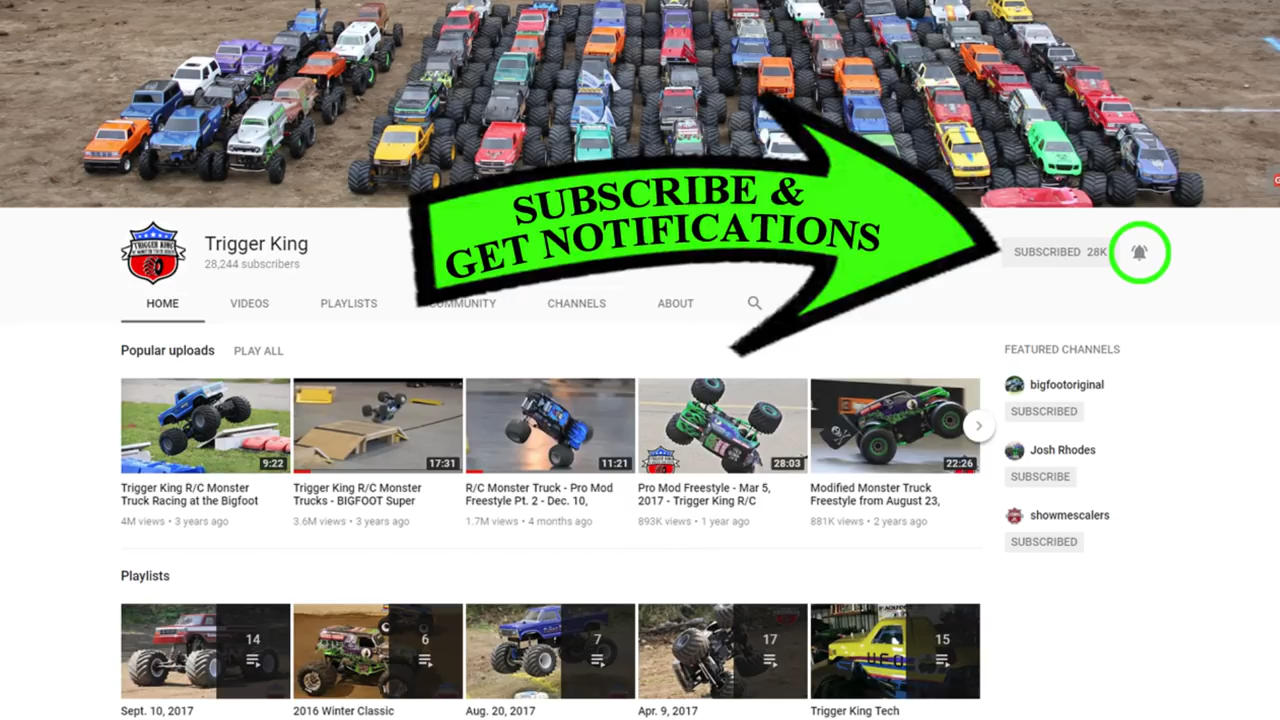 SUBSCRIBE &
GET NOTIFICATIONS
TRIGGER KING
Trigger King
28,244 subscribers
SUBSCRIBED 28K
HOME VIDEOS PLAYLISTS COMMUNITY CHANNELS ABOUT
Popular uploads PLAY ALL
9:22
17:31
11:21
28:03
22:26
Trigger King R/C Monster
Truck Racing at the Bigfoot
4M views • 3 years ago
Trigger King R/C Monster
Trucks - BIGFOOT Super
3.6M views • 3 years ago
R/C Monster Truck - Pro Mod
Freestyle Pt. 2 - Dec. 10,
1.7M views • 4 months ago
Pro Mod Freestyle - Mar 5,
2017 - Trigger King R/C
893K views • 1 year ago
Modified Monster Truck
Freestyle from August 23,
881K views • 2 years ago
FEATURED CHANNELS
bigfootoriginal
SUBSCRIBED
Josh Rhodes
SUBSCRIBE
showmescalers
SUBSCRIBED
Playlists
14
6
7
17
15
UFO
Sept. 10, 2017
2016 Winter Classic
Aug. 20, 2017
Apr. 9, 2017
Trigger King Tech